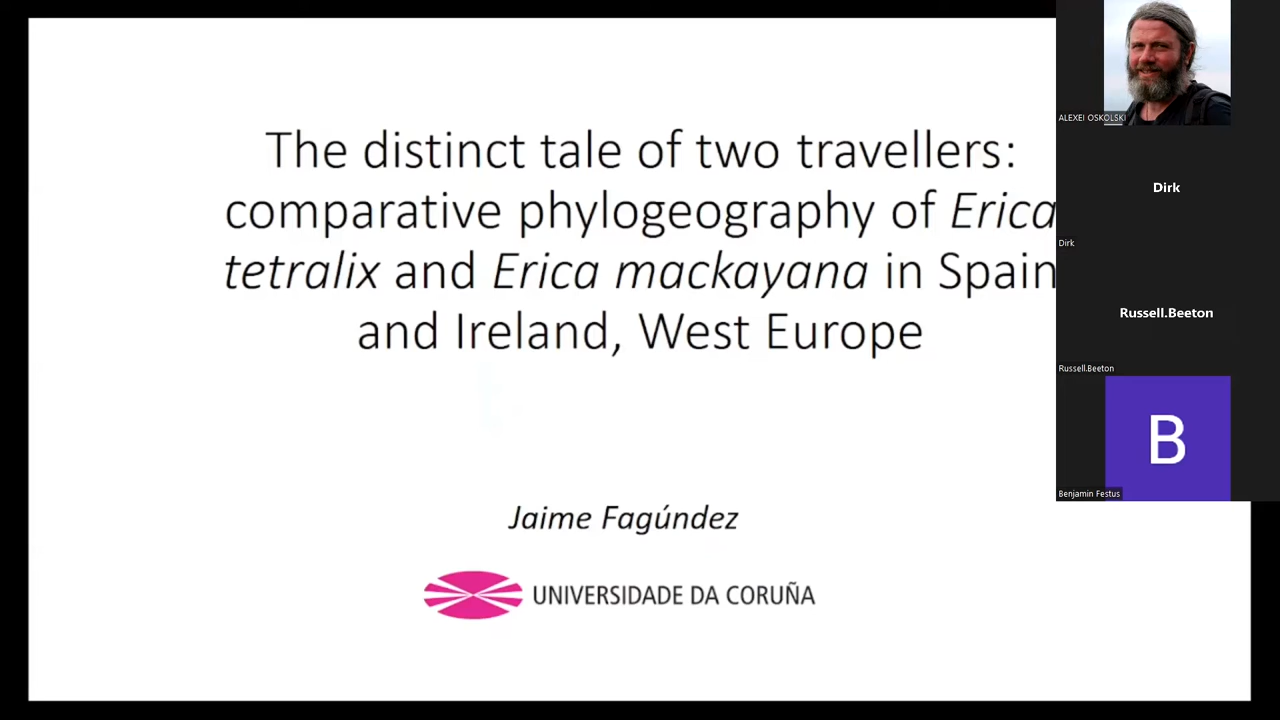 The distinct tale of two travellers:
comparative phylogeography of Erica
tetralix and Erica mackayana in Spain
and Ireland, West Europe
Jaime Fagúndez
UNIVERSIDADE DA CORUÑA
ALEXEI OSKOLSKI
Dirk
Dirk
Russell.Beeton
Russell.Beeton
B
Benjamin Festus